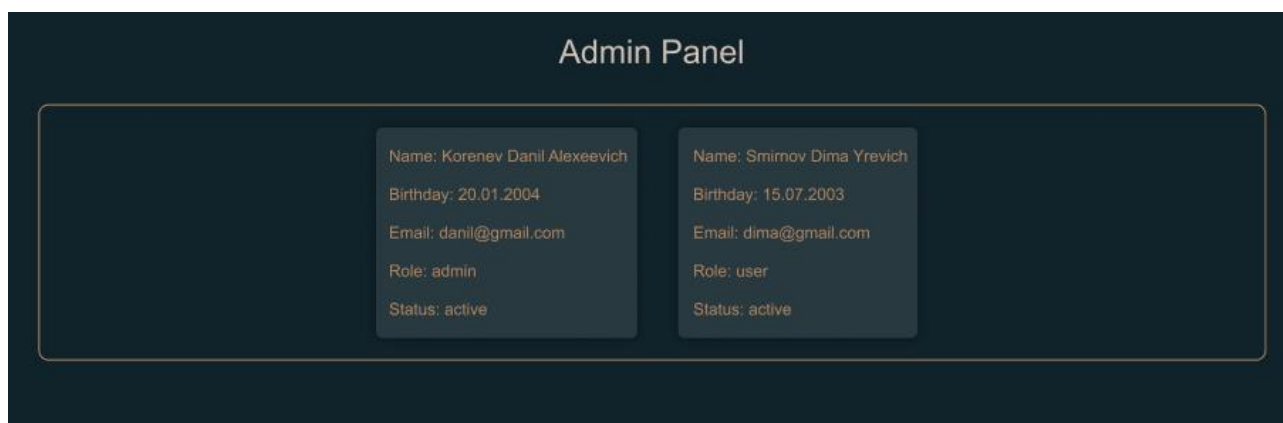 Admin Panel
Name: Korenev Danil Alexeevich
Birthday: 20.01.2004
Email: danil@gmail.com
Role: admin
Status: active
Name: Smirnov Dima Yrevich
Birthday: 15.07.2003
Email: dima@gmail.com
Role: user
Status: active